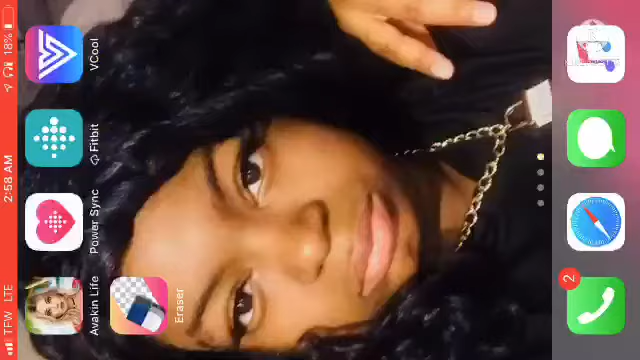 TFW LTE
2:58 AM
18%
Avakin Life
Power Sync
Fitbit
VCool
Eraser
2